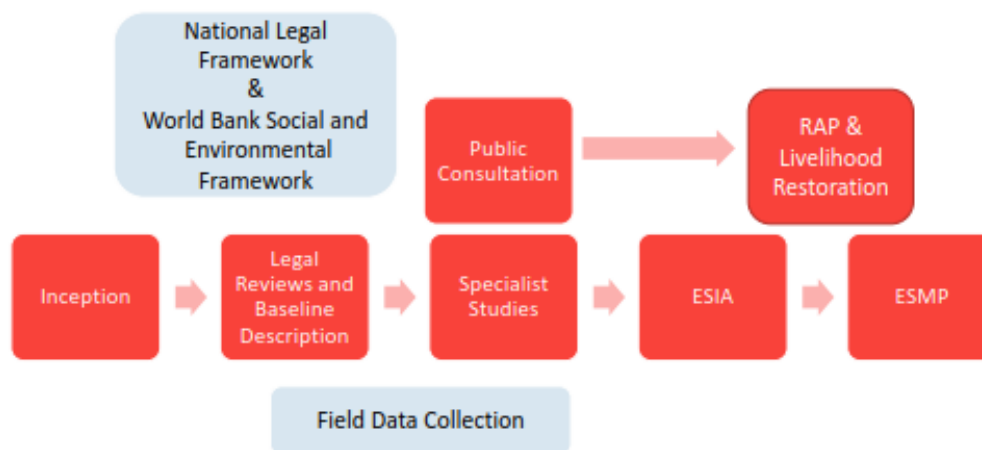 National Legal
Framework
&
World Bank Social and
Environmental
Framework
Public
Consultation
RAP &
Livelihood
Restoration
Inception
Legal
Reviews and
Baseline
Description
Specialist
Studies
ESIA
ESMP
Field Data Collection